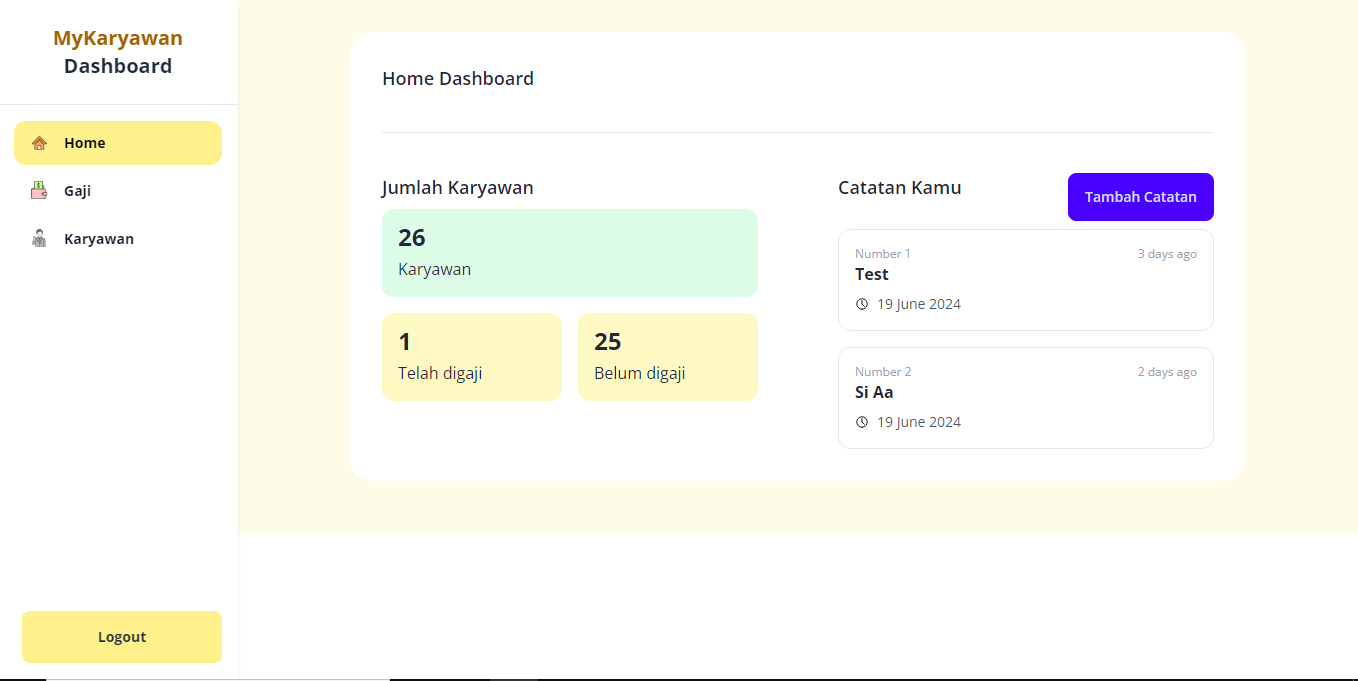 MyKaryawan
Dashboard
Home
Gaji
Karyawan
Logout
Home Dashboard
Jumlah Karyawan
26
Karyawan
1
Telah digaji
25
Belum digaji
Catatan Kamu
Tambah Catatan
Number 1
3 days ago
Test
19 June 2024
Number 2
2 days ago
Si Aa
19 June 2024